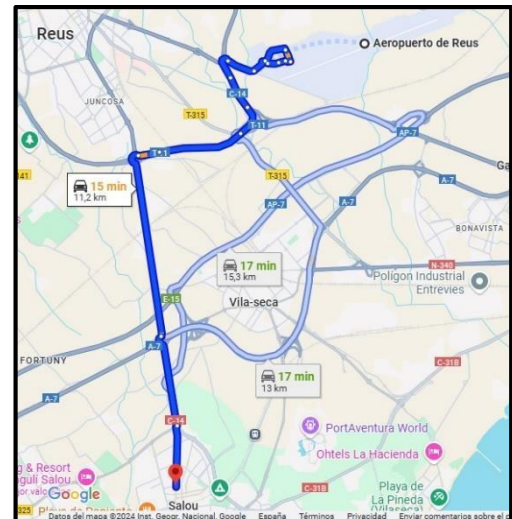 Reus
Aeropuerto de Reus
C-14
JUNCOSA
T-315
T-11
AP-7
T-315
A-7
15 min
11,2 km
AP-7
BONAVISTA
N-340
17 min
15,3 km
Polígon Industrial
Entrevies
E-15
Vila-seca
FORTUNY
A-7
A-7
17 min
13 km
C-31B
C-14
PortAventura World
Ohtels La Hacienda
Playa de
La Pineda
(Vilaseca)
C-31B
Google
Salou
Datos del mapa ©2024 Inst. Geogr. Nacional, Google España Términos Privacidad Enviar comentarios sobre el